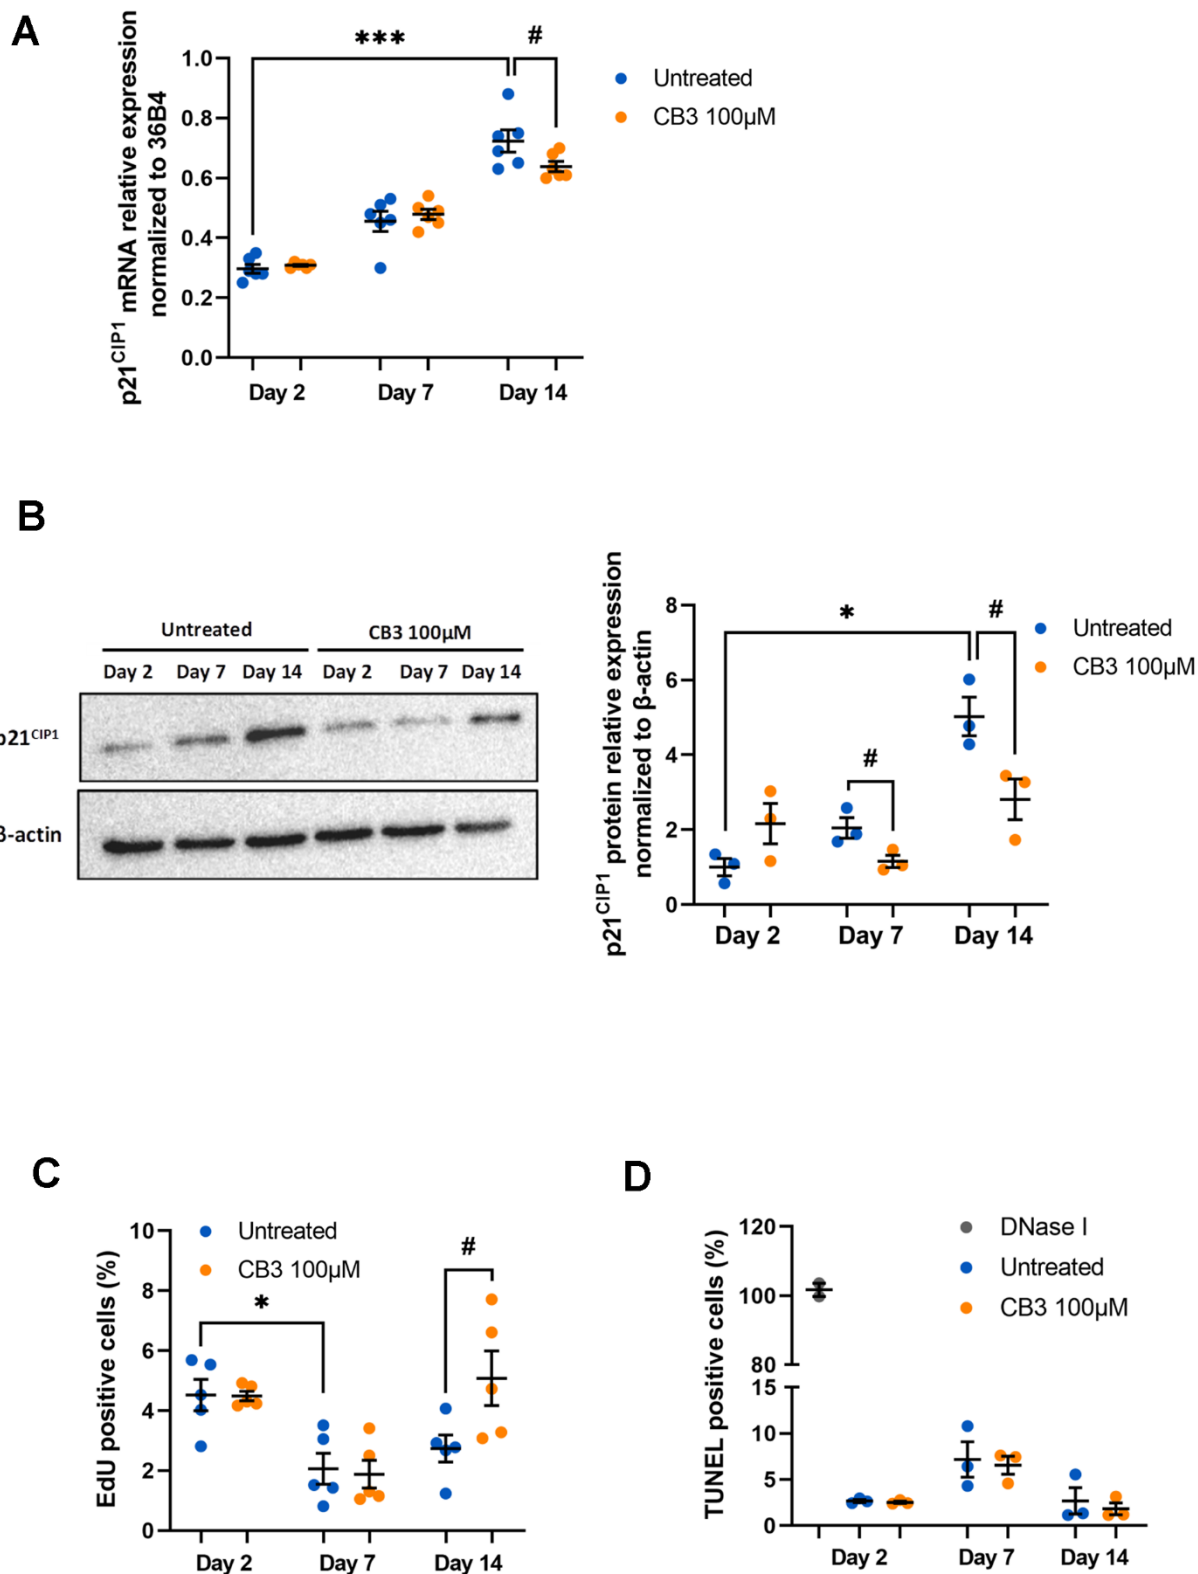 A
p21CIP1 mRNA relative expression
normalized to 36B4
1.0
0.8
0.6
0.4
0.2
0.0
***
#
Untreated
CB3 100µM
Day 2
Day 7
Day 14
B
Untreated
CB3 100µM
Day 2
Day 7
Day 14
Day 2
Day 7
Day 14
p21CIP1
β-actin
p21CIP1 protein relative expression
normalized to β-actin
8
6
4
2
0
*
#
#
Untreated
CB3 100µM
Day 2
Day 7
Day 14
C
EdU positive cells (%)
10
8
6
4
2
0
Untreated
CB3 100µM
*
#
Day 2
Day 7
Day 14
D
TUNEL positive cells (%)
120
100
80
15
10
5
0
DNase I
Untreated
CB3 100µM
Day 2
Day 7
Day 14